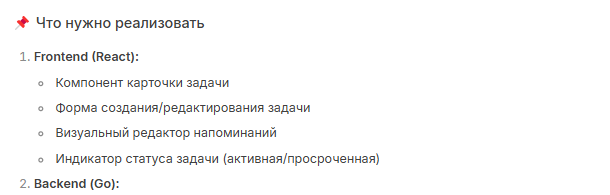 📌 Что нужно реализовать
1. Frontend (React):
Компонент карточки задачи
Форма создания/редактирования задачи
Визуальный редактор напоминаний
Индикатор статуса задачи (активная/просроченная)
2. Backend (Go):